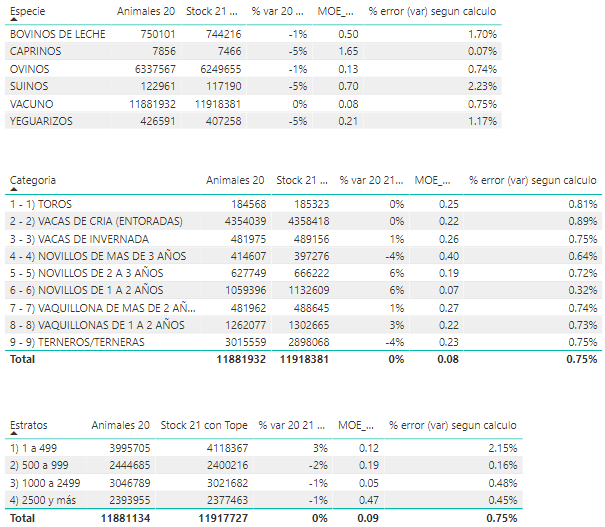 Especie Animales 20 Stock 21 ... % var 20 ... MOE_... % error (var) segun calculo
BOVINOS DE LECHE 750101 744216 -1% 0.50 1.70%
CAPRINOS 7856 7466 -5% 1.65 0.07%
OVINOS 6337567 6249655 -1% 0.13 0.74%
SUINOS 122961 117190 -5% 0.70 2.23%
VACUNO 11881932 11918381 0% 0.08 0.75%
YEGUARIZOS 426591 407258 -5% 0.21 1.17%
Categoria Animales 20 Stock 21 ... % var 20 21... MOE_... % error (var) segun calculo
1 - 1) TOROS 184568 185323 0% 0.25 0.81%
2 - 2) VACAS DE CRIA (ENTORADAS) 4354039 4358418 0% 0.22 0.89%
3 - 3) VACAS DE INVERNADA 481975 489156 1% 0.26 0.75%
4 - 4) NOVILLOS DE MAS DE 3 AÑOS 414607 397276 -4% 0.40 0.64%
5 - 5) NOVILLOS DE 2 A 3 AÑOS 627749 666222 6% 0.19 0.72%
6 - 6) NOVILLOS DE 1 A 2 AÑOS 1059396 1132609 6% 0.07 0.32%
7 - 7) VAQUILLONA DE MAS DE 2 AÑ... 481962 488645 1% 0.27 0.74%
8 - 8) VAQUILLONAS DE 1 A 2 AÑOS 1262077 1302665 3% 0.22 0.73%
9 - 9) TERNEROS/TERNERAS 3015559 2898068 -4% 0.23 0.75%
Total 11881932 11918381 0% 0.08 0.75%
Estratos Animales 20 Stock 21 con Tope % var 20 21 ... MOE_... % error (var) segun calculo
1) 1 a 499 3995705 4118367 3% 0.12 2.15%
2) 500 a 999 2444685 2400216 -2% 0.19 0.16%
3) 1000 a 2499 3046789 3021682 -1% 0.05 0.48%
4) 2500 y más 2393955 2377463 -1% 0.47 0.45%
Total 11881134 11917727 0% 0.09 0.75%